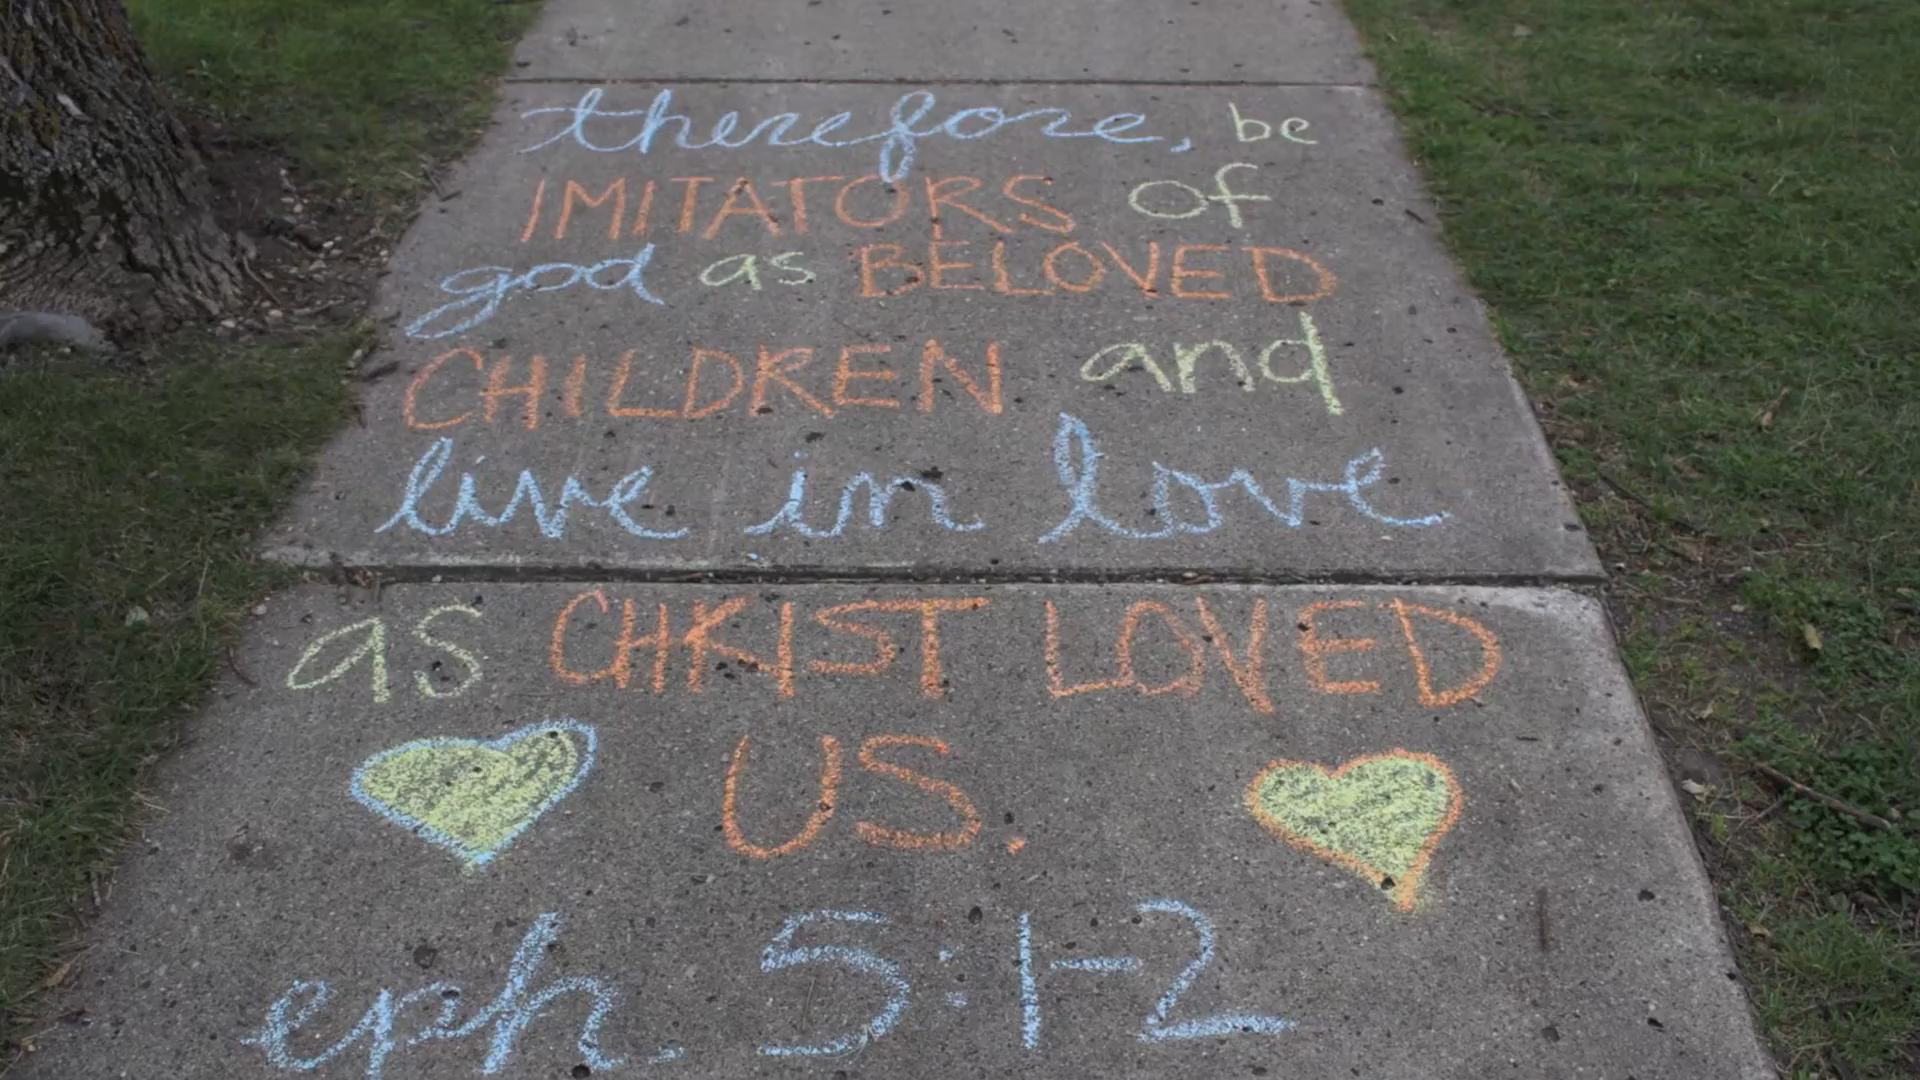 therefore, be
IMITATORS of
god as BELOVED
CHILDREN and
live in love
as CHRIST LOVED
US.
eph 5:1-2